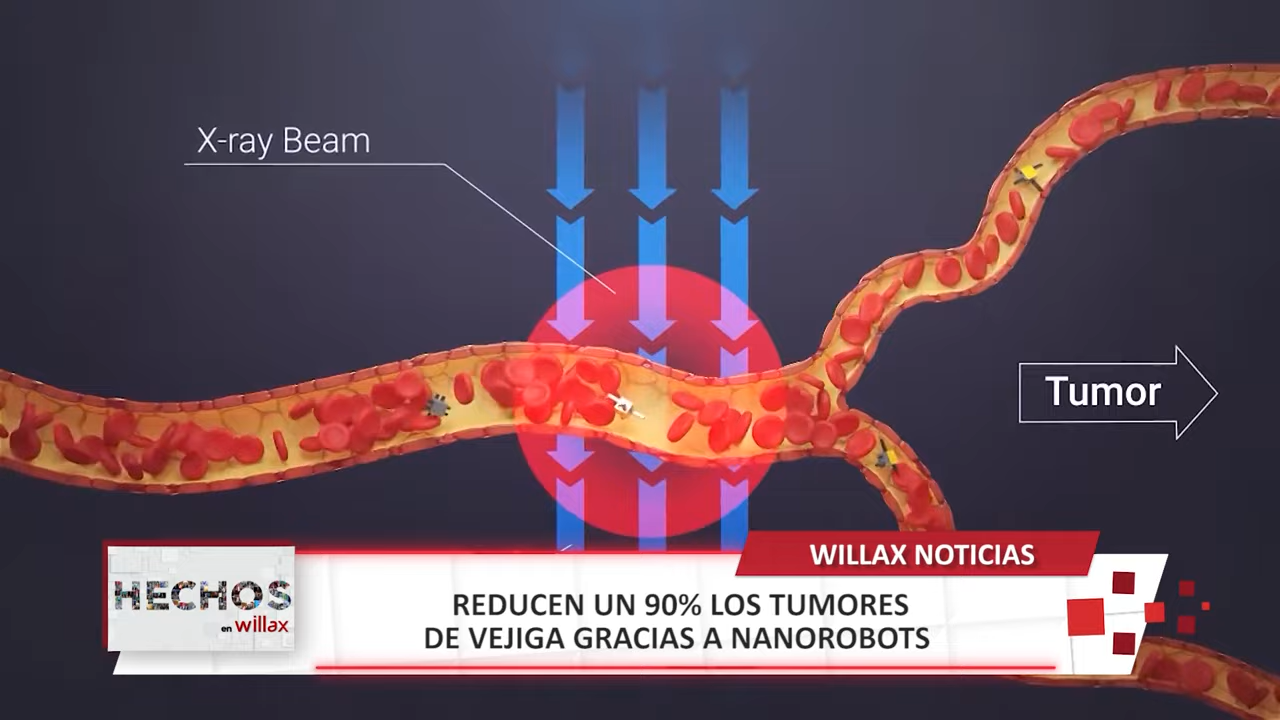 X-ray Beam
Tumor
WILLAX NOTICIAS
HECHOS
en willax
REDUCEN UN 90% LOS TUMORES
DE VEJIGA GRACIAS A NANOROBOTS